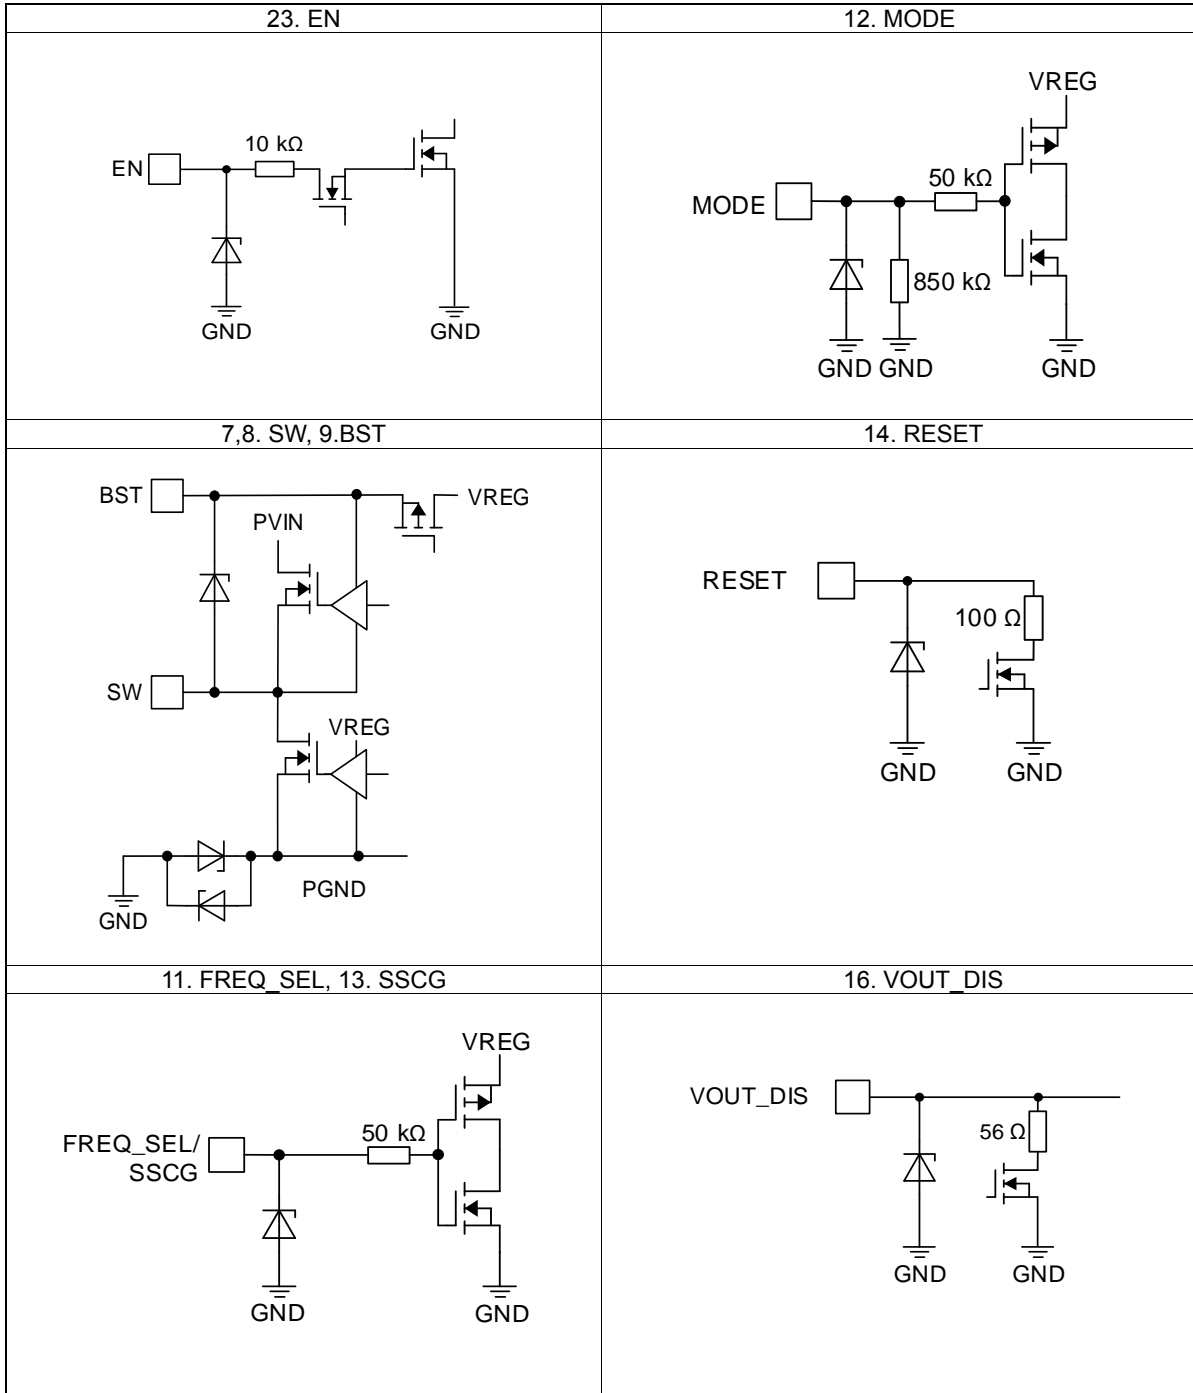 23. EN
12. MODE
EN
10 kΩ
GND
GND
VREG
MODE
50 kΩ
850 kΩ
GND
GND
GND
7,8. SW, 9.BST
14. RESET
BST
PVIN
VREG
SW
VREG
PGND
GND
RESET
100 Ω
GND
GND
11. FREQ_SEL, 13. SSCG
16. VOUT_DIS
VREG
FREQ_SEL/
SSCG
50 kΩ
GND
GND
VOUT_DIS
56 Ω
GND
GND